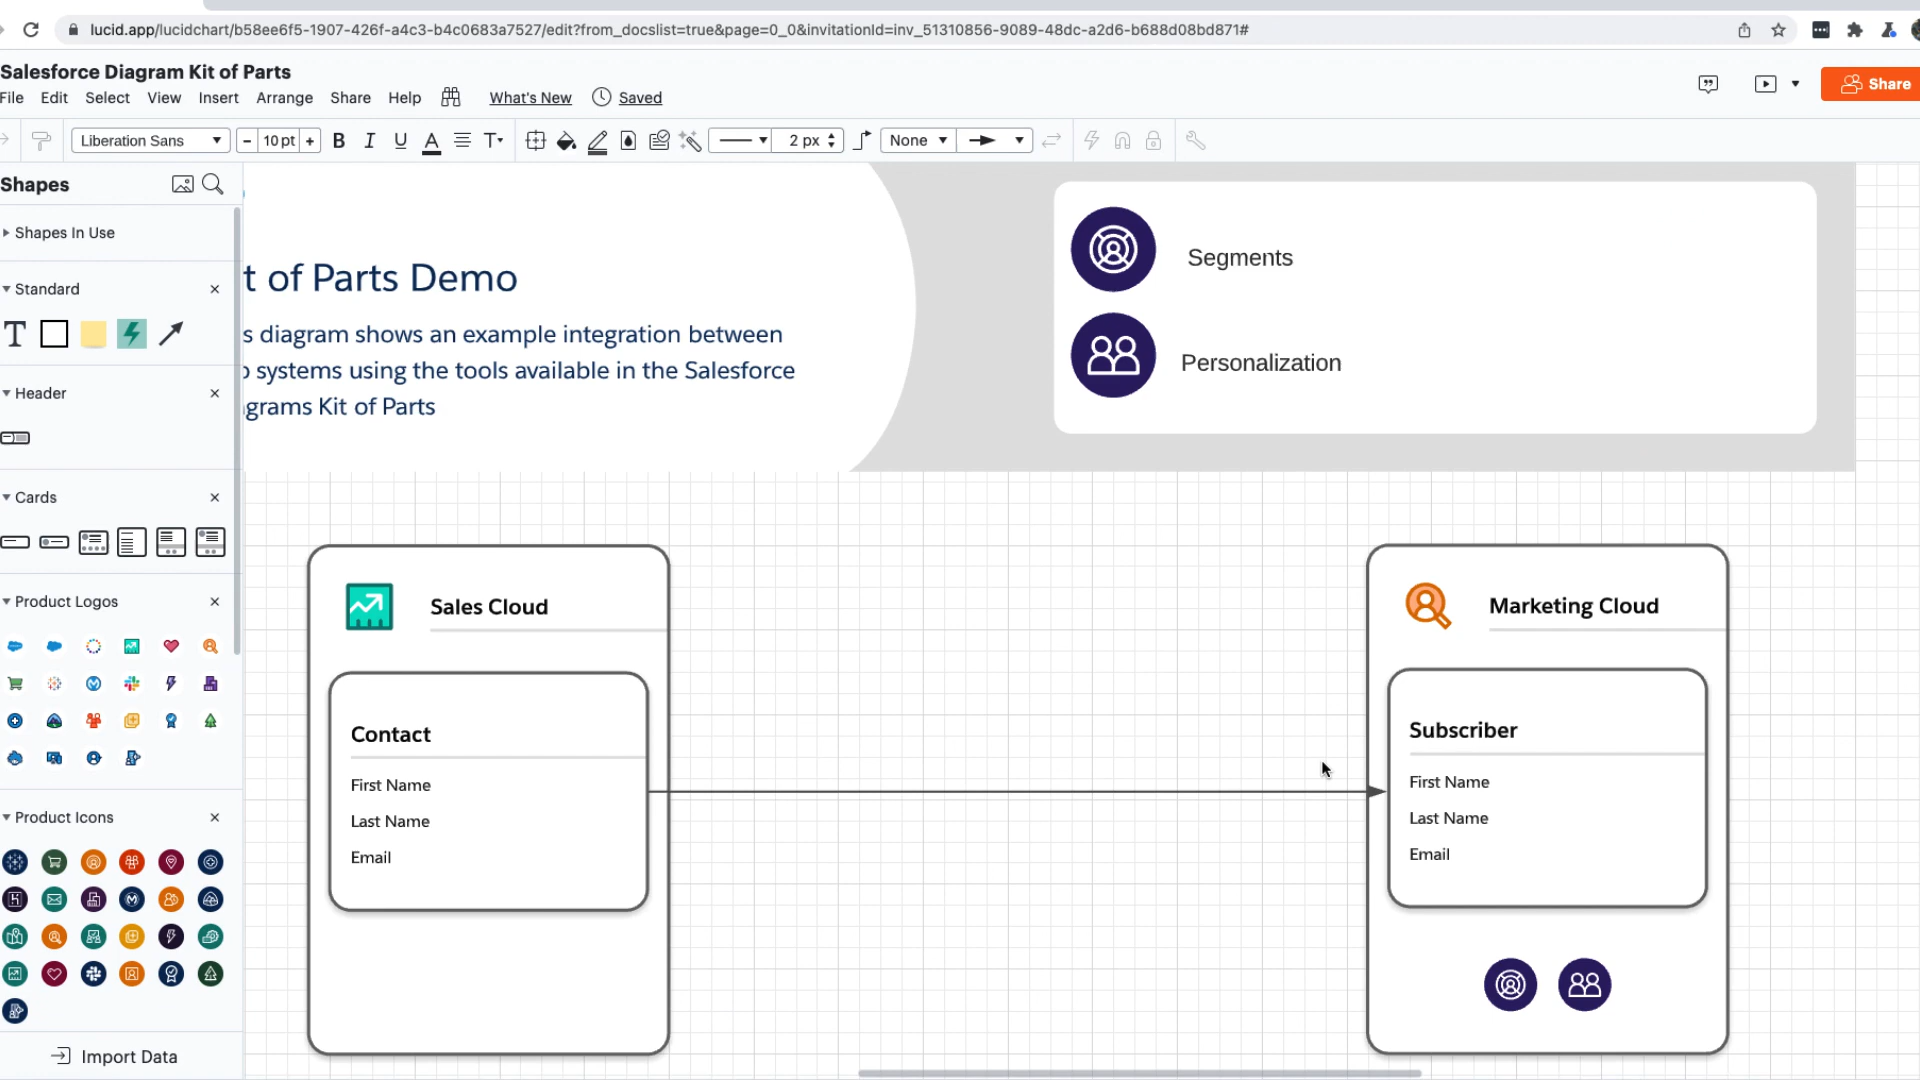 lucid.app/lucidchart/b58ee6f5-1907-426f-a4c3-b4c0683a7527/edit?from_docslist=true&page=0_0&invitationId=inv_51310856-9089-48dc-a2d6-b688d08bd871#
Salesforce Diagram Kit of Parts
File Edit Select View Insert Arrange Share Help What's New Saved
Share
Liberation Sans - 10 pt + B I U A T 2 px None
Shapes
Shapes In Use
Standard
T
Header
Cards
Product Logos
Product Icons
Import Data
t of Parts Demo
s diagram shows an example integration between
systems using the tools available in the Salesforce
grams Kit of Parts
Segments
Personalization
Sales Cloud
Contact
First Name
Last Name
Email
Marketing Cloud
Subscriber
First Name
Last Name
Email